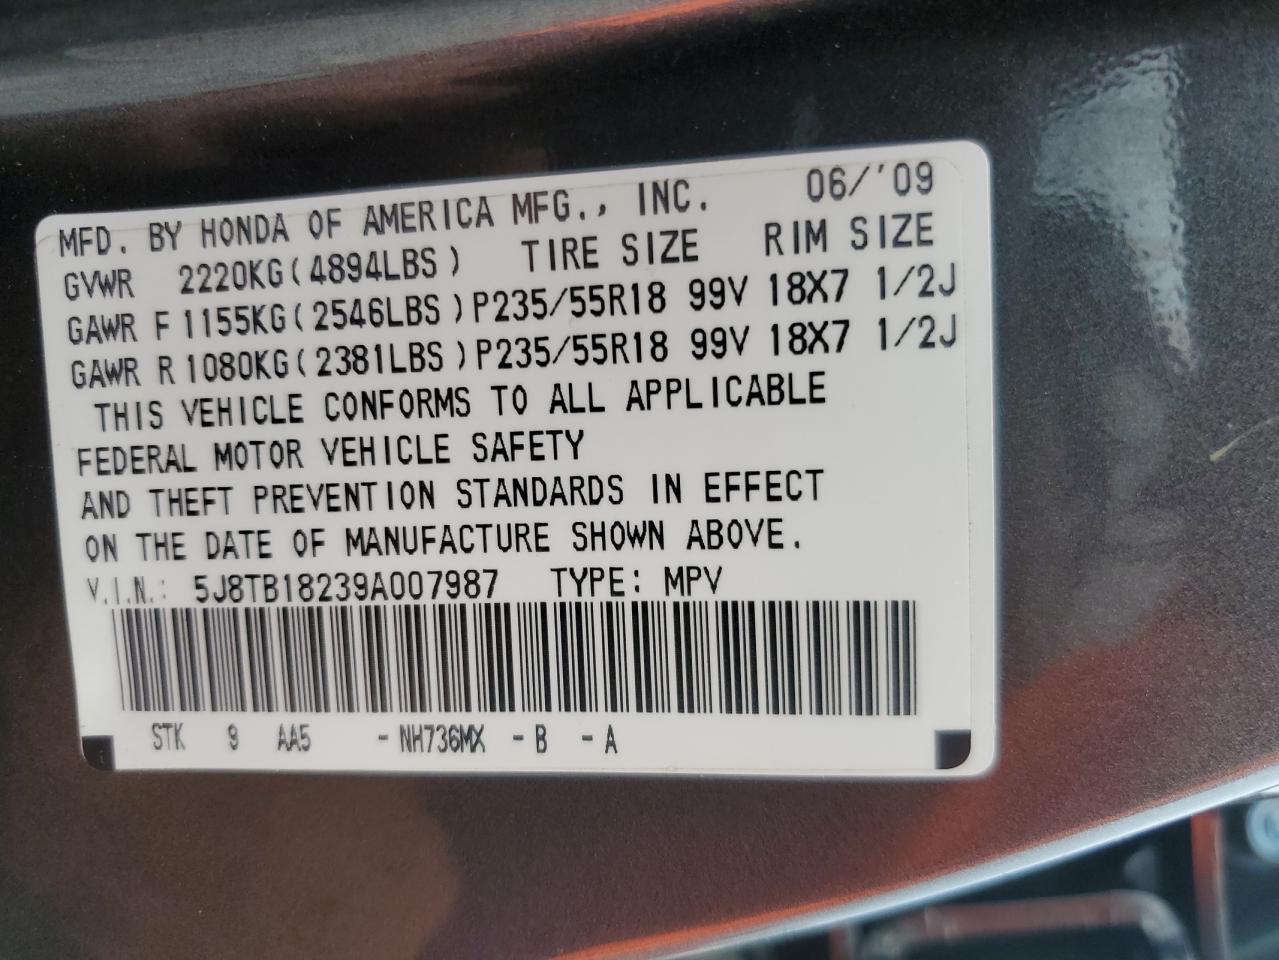 MFD. BY HONDA OF AMERICA MFG., INC. 06/'09
GVWR 2220KG(4894LBS) TIRE SIZE RIM SIZE
GAWR F 1155KG(2546LBS) P235/55R18 99V 18X7 1/2J
GAWR R 1080KG(2381LBS) P235/55R18 99V 18X7 1/2J
THIS VEHICLE CONFORMS TO ALL APPLICABLE
FEDERAL MOTOR VEHICLE SAFETY
AND THEFT PREVENTION STANDARDS IN EFFECT
ON THE DATE OF MANUFACTURE SHOWN ABOVE.
V.I.N.: 5J8TB18239A007987 TYPE: MPV
STK 9 AA5 -NH736MX -B -A